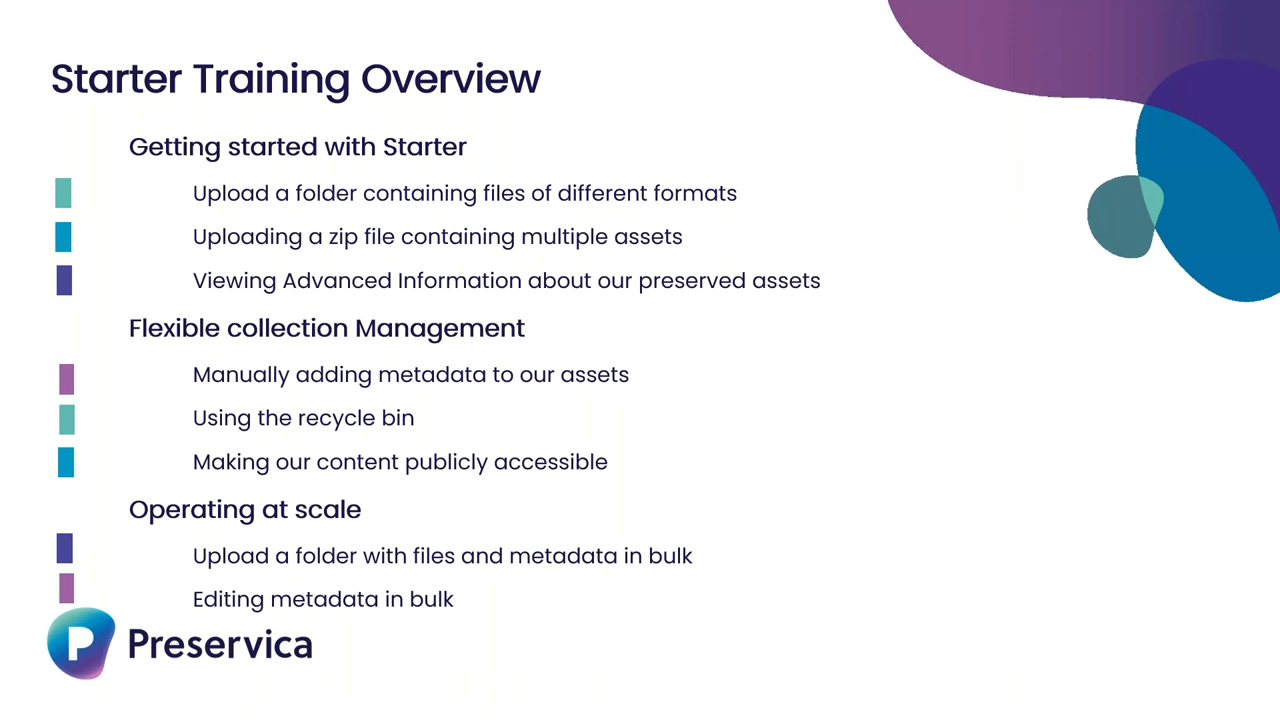 Starter Training Overview
Getting started with Starter
Upload a folder containing files of different formats
Uploading a zip file containing multiple assets
Viewing Advanced Information about our preserved assets
Flexible collection Management
Manually adding metadata to our assets
Using the recycle bin
Making our content publicly accessible
Operating at scale
Upload a folder with files and metadata in bulk
Editing metadata in bulk
P Preservica